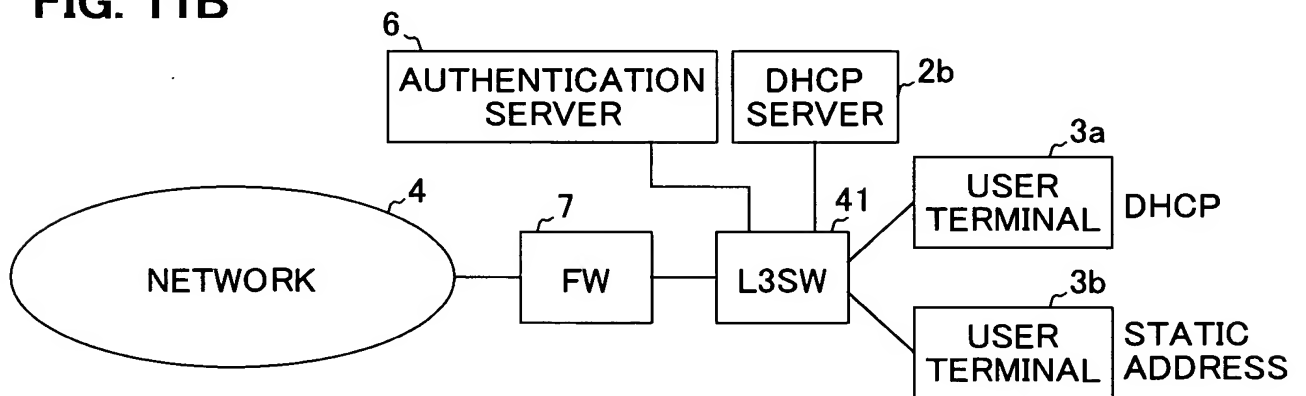 FIG. 11B
6
AUTHENTICATION
SERVER
DHCP
SERVER
2b
3a
USER
TERMINAL
DHCP
4
NETWORK
7
FW
41
L3SW
3b
USER
TERMINAL
STATIC
ADDRESS